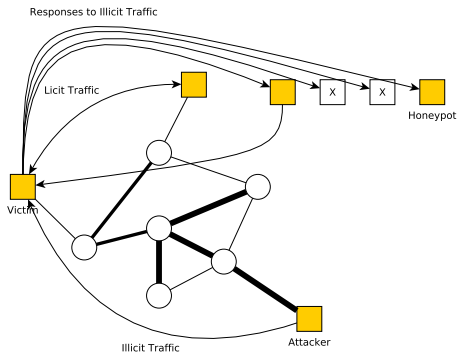 Responses to Illicit Traffic
Licit Traffic
X
X
Honeypot
Victim
Attacker
Illicit Traffic